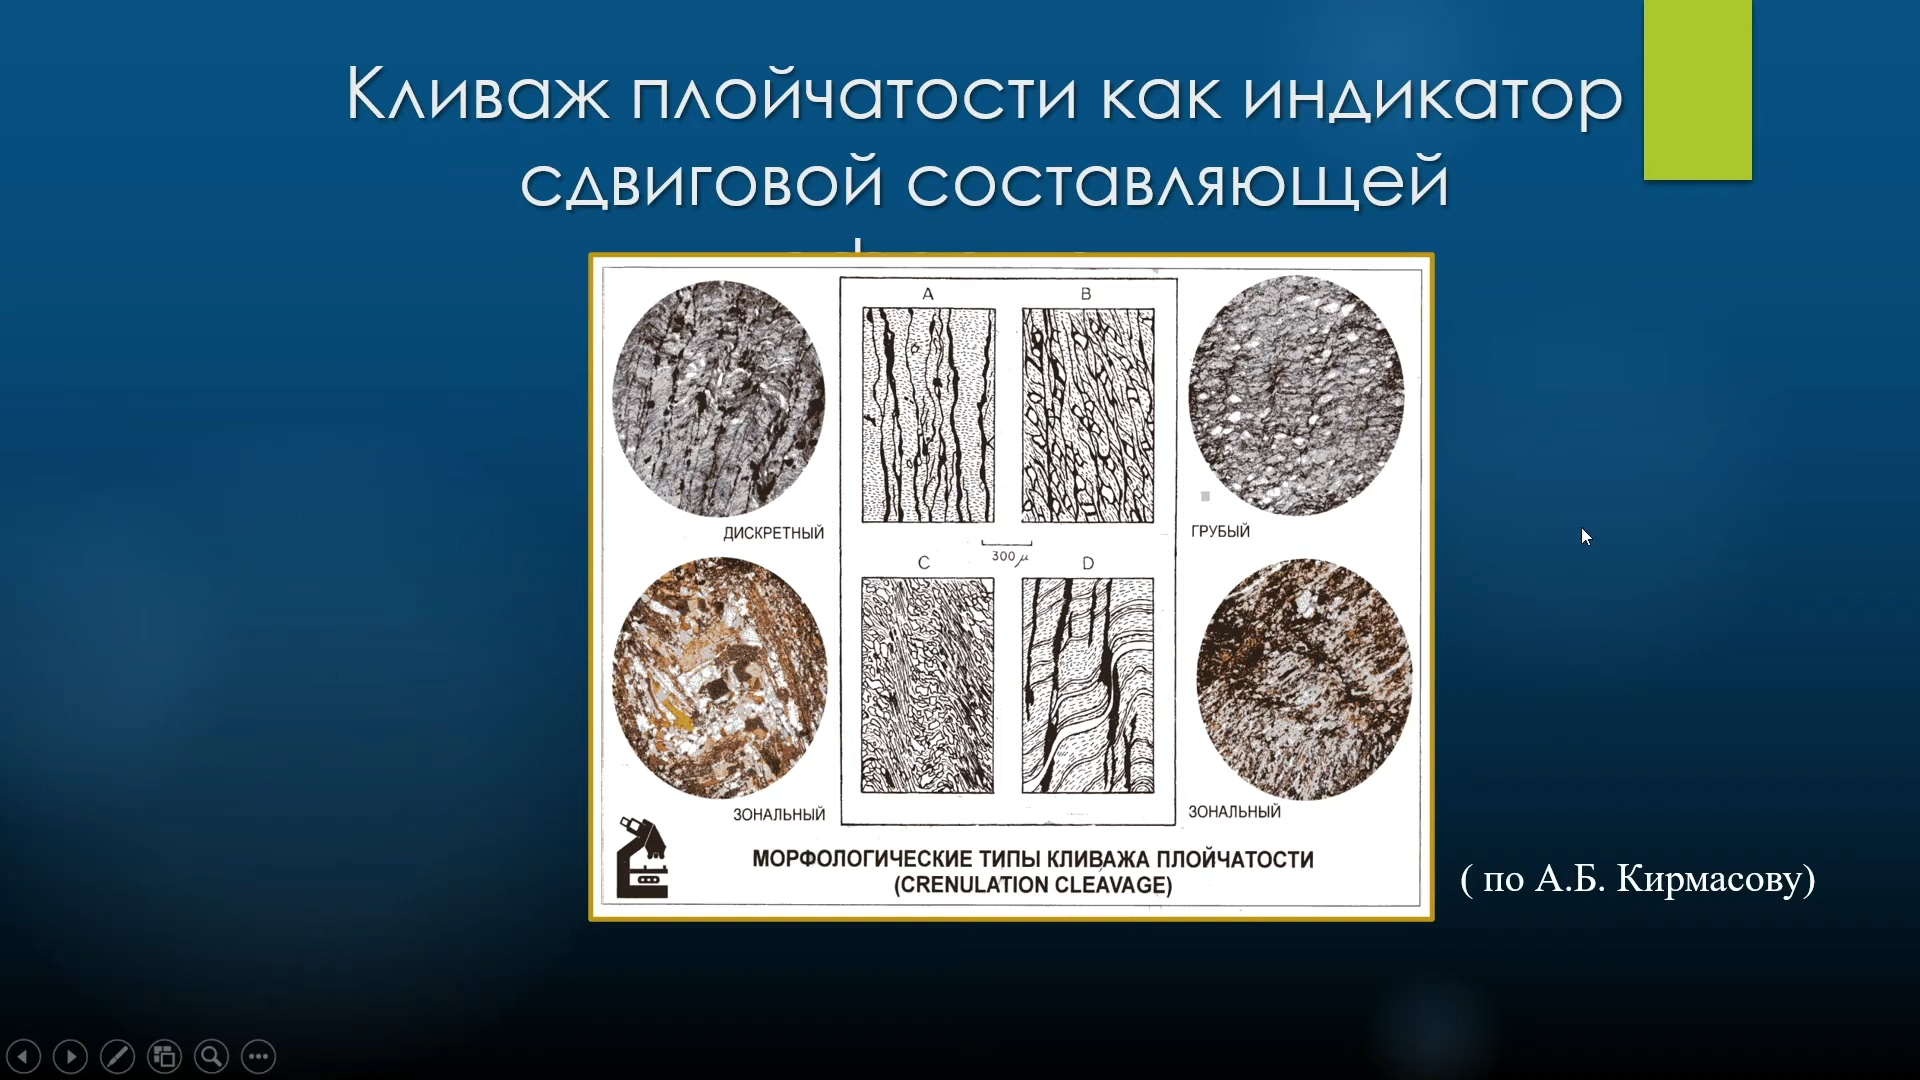 Кливаж плойчатости как индикатор
сдвиговой составляющей
A
B
ДИСКРЕТНЫЙ
ГРУБЫЙ
300 μ
C
D
ЗОНАЛЬНЫЙ
ЗОНАЛЬНЫЙ
МОРФОЛОГИЧЕСКИЕ ТИПЫ КЛИВАЖА ПЛОЙЧАТОСТИ
(CRENULATION CLEAVAGE)
( по А.Б. Кирмасову)